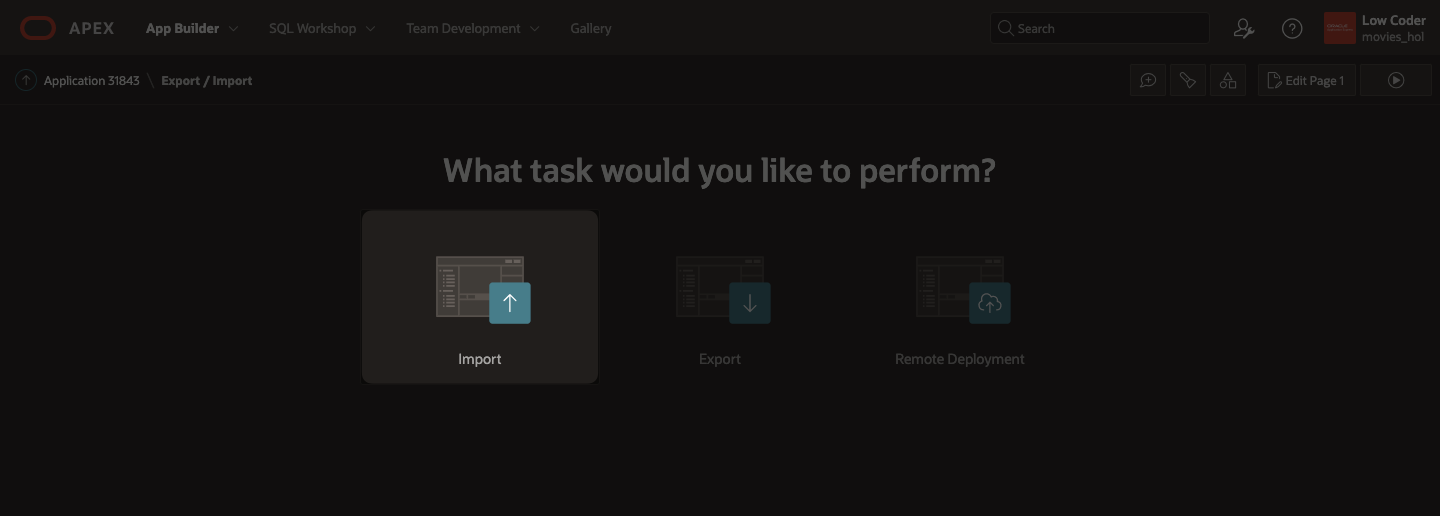 APEX App Builder SQL Workshop Team Development Gallery Search Low Coder
movies_hol
Application 31843 \ Export / Import Edit Page 1
What task would you like to perform?
Import Export Remote Deployment